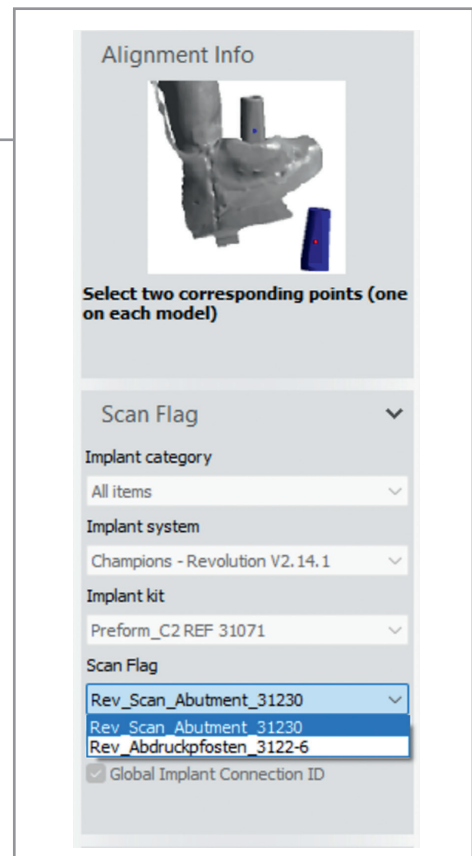 Alignment Info
Select two corresponding points (one
on each model)
Scan Flag
Implant category
All items
Implant system
Champions - Revolution V2.14.1
Implant kit
Preform_C2 REF 31071
Scan Flag
Rev_Scan_Abutment_31230
Rev_Scan_Abutment_31230
Rev_Abdruckpfosten_3122-6
Global Implant Connection ID